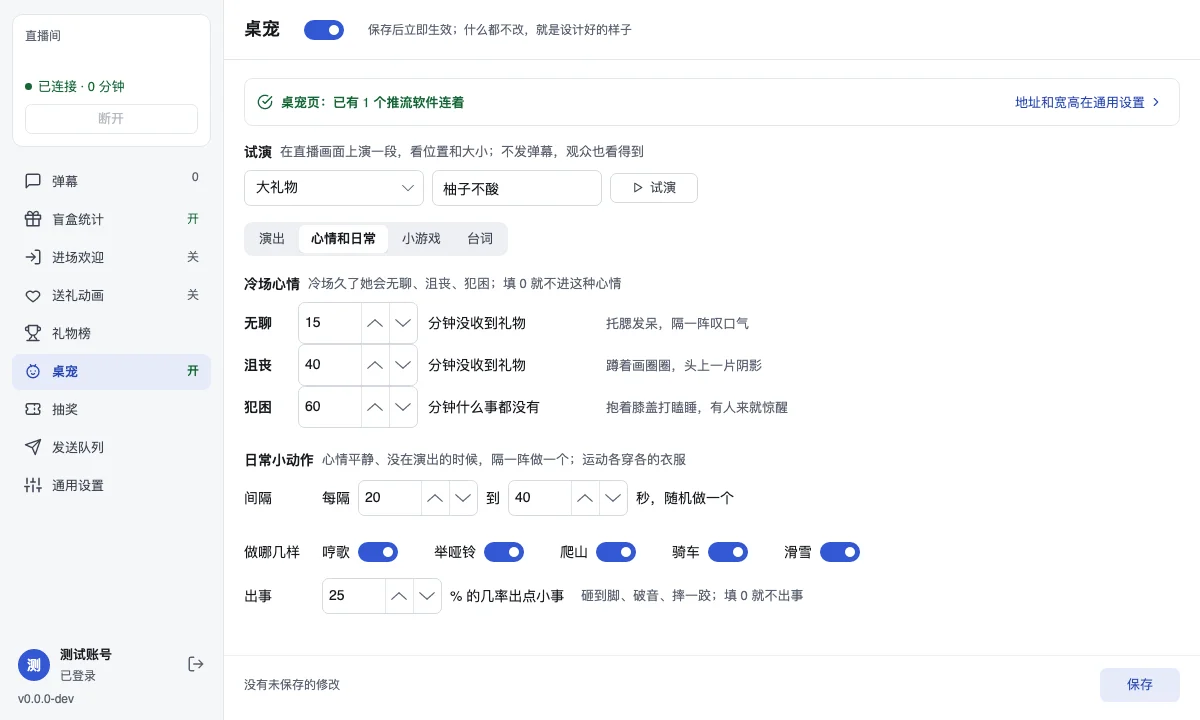 直播间
已连接 · 0 分钟
断开
弹幕 0
盲盒统计 开
进场欢迎 关
送礼动画 关
礼物榜
桌宠 开
抽奖
发送队列
通用设置
测 测试账号
已登录
v0.0.0-dev
桌宠 保存后立即生效；什么都不改，就是设计好的样子
桌宠页：已有 1 个推流软件连着 地址和宽高在通用设置
试演 在直播画面上演一段，看位置和大小；不发弹幕，观众也看得到
大礼物 柚子不酸 试演
演出 心情和日常 小游戏 台词
冷场心情 冷场久了她会无聊、沮丧、犯困；填 0 就不进这种心情
无聊 15 分钟没收到礼物 托腮发呆，隔一阵叹口气
沮丧 40 分钟没收到礼物 蹲着画圈圈，头上一片阴影
犯困 60 分钟什么事都没有 抱着膝盖打瞌睡，有人来就惊醒
日常小动作 心情平静、没在演出的时候，隔一阵做一个；运动各穿各的衣服
间隔 每隔 20 到 40 秒，随机做一个
做哪几样 哼歌 举哑铃 爬山 骑车 滑雪
出事 25 % 的几率出点小事 砸到脚、破音、摔一跤；填 0 就不出事
没有未保存的修改 保存